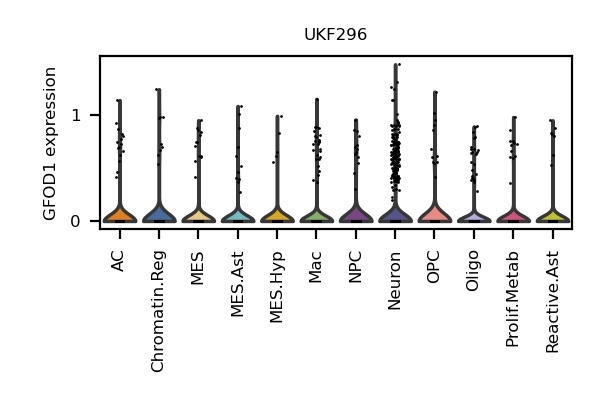 UKF296
GFOD1 expression
1
0
AC
Chromatin.Reg
MES
MES.Ast
MES.Hyp
Mac
NPC
Neuron
OPC
Oligo
Prolif.Metab
Reactive.Ast